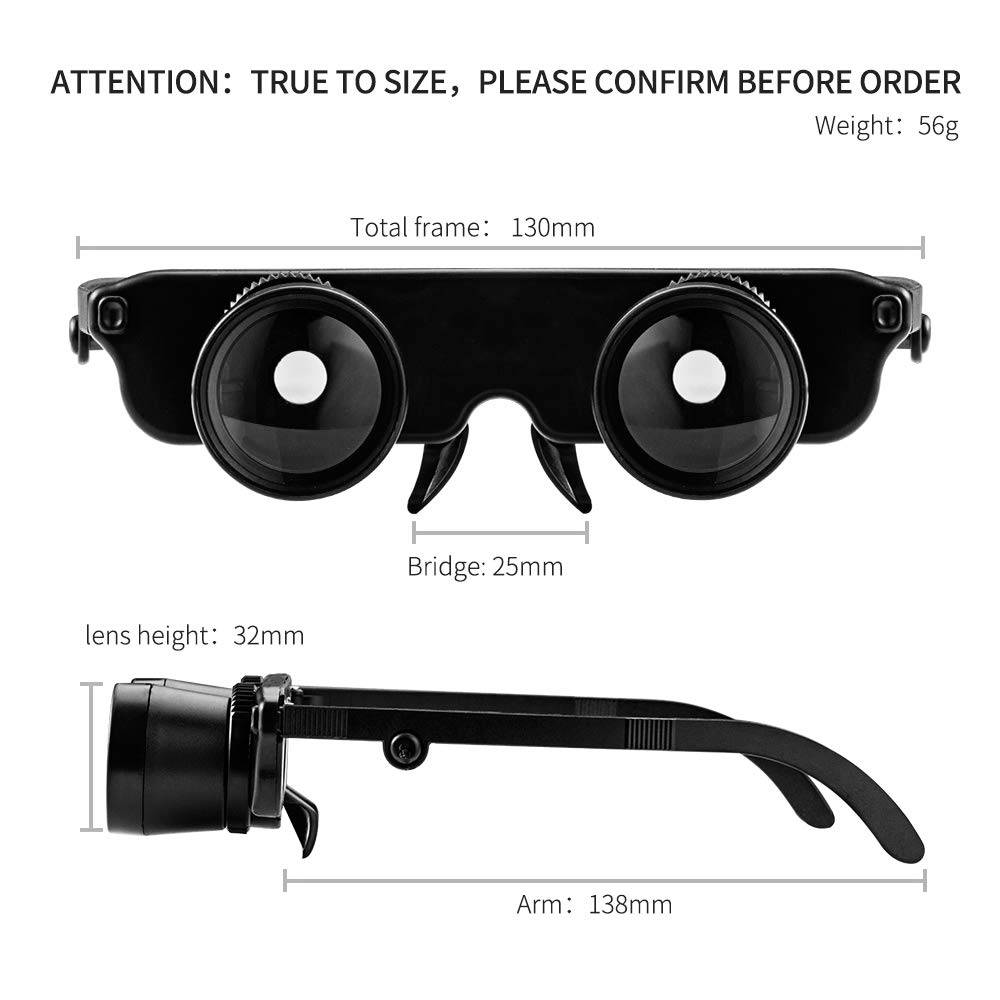 ATTENTION：TRUE TO SIZE，PLEASE CONFIRM BEFORE ORDER
Weight：56g
Total frame： 130mm
Bridge: 25mm
lens height：32mm
Arm：138mm